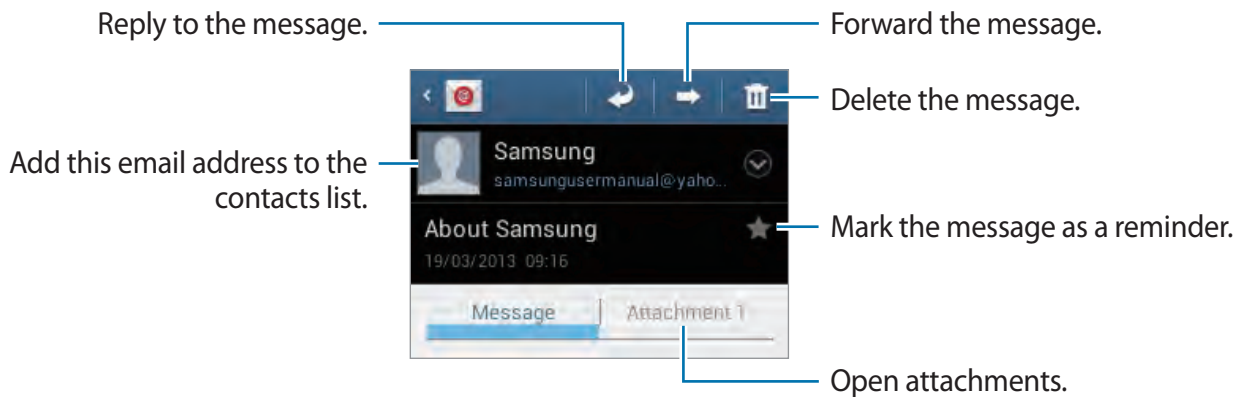 Reply to the message.
Forward the message.
Delete the message.
Samsung
samsungusermanual@yaho...
Add this email address to the
contacts list.
About Samsung
19/03/2013 09:16
Mark the message as a reminder.
Message
Attachment 1
Open attachments.